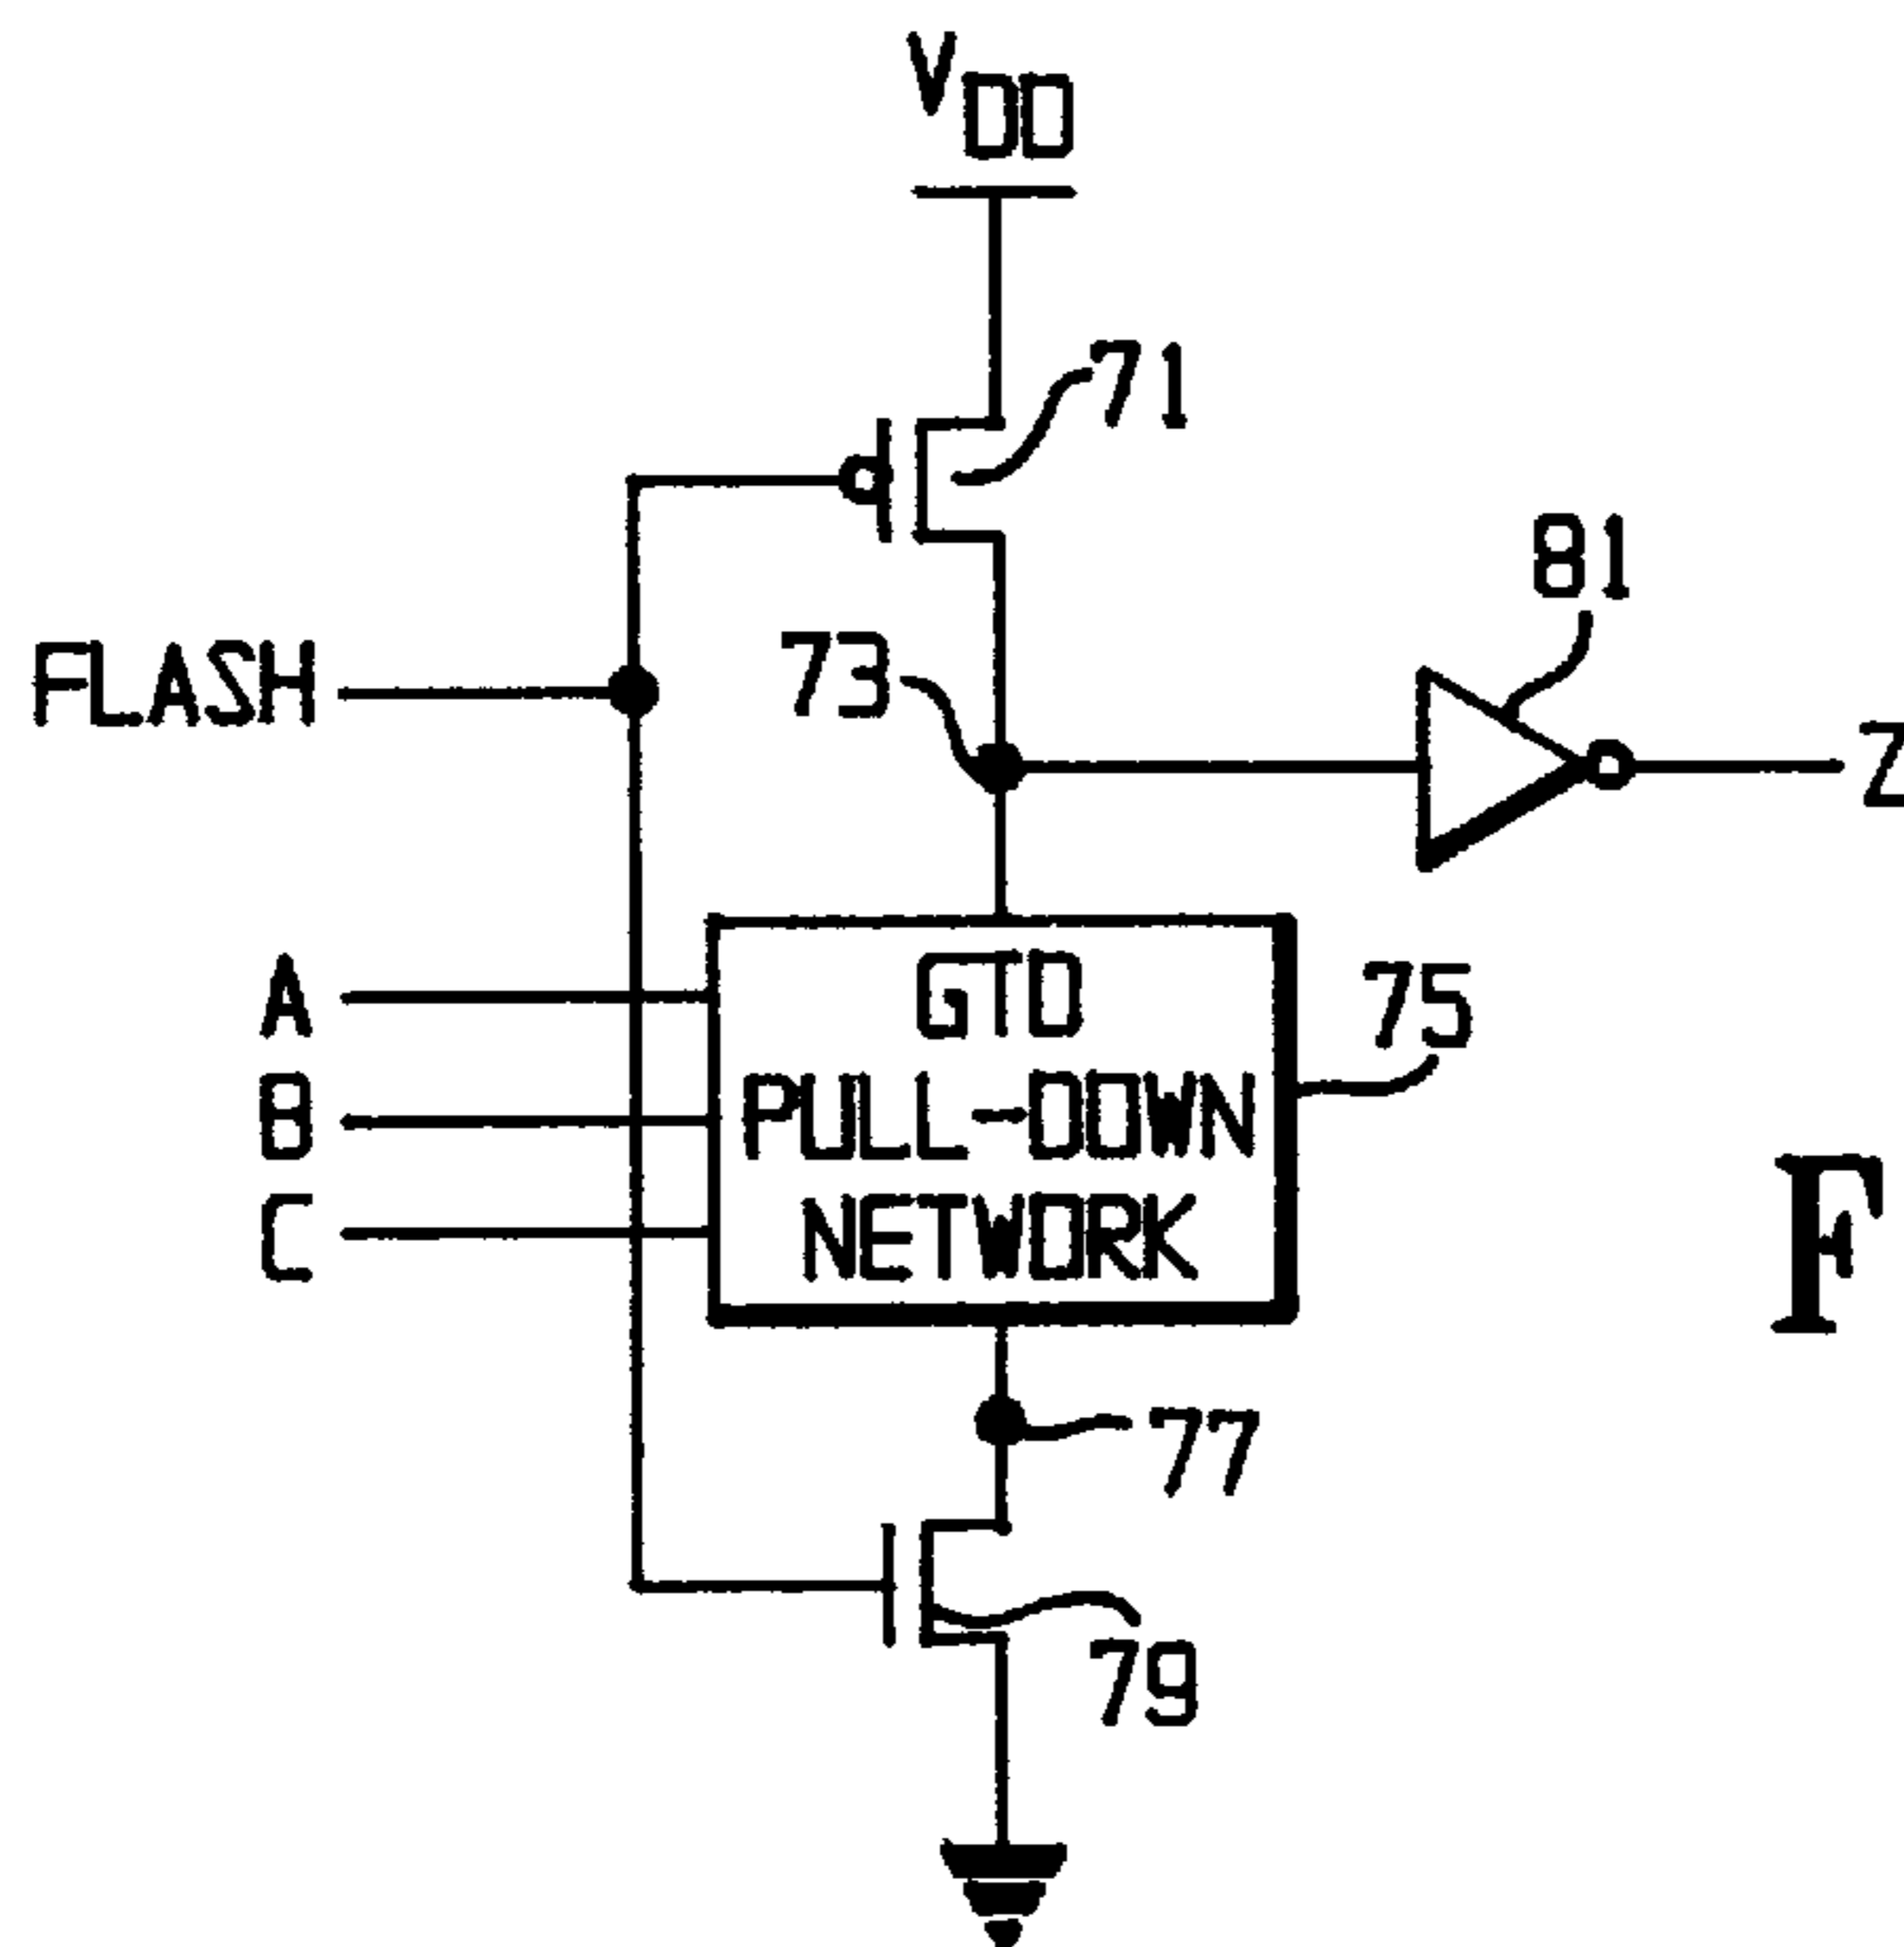 VDD
71
81
73
FLASH
Z
A
GTD
75
B
PULL-DOWN
C
NETWORK
F
77
79